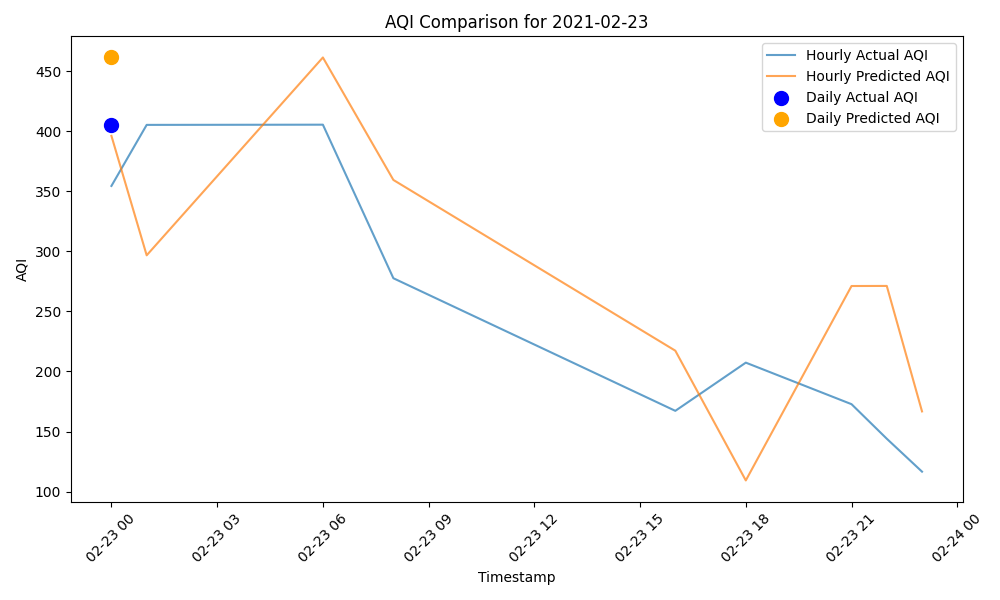 AQI Comparison for 2021-02-23
Hourly Actual AQI
Hourly Predicted AQI
Daily Actual AQI
Daily Predicted AQI
AQI
450
400
350
300
250
200
150
100
02-23 00
02-23 03
02-23 06
02-23 09
02-23 12
02-23 15
02-23 18
02-23 21
02-24 00
Timestamp